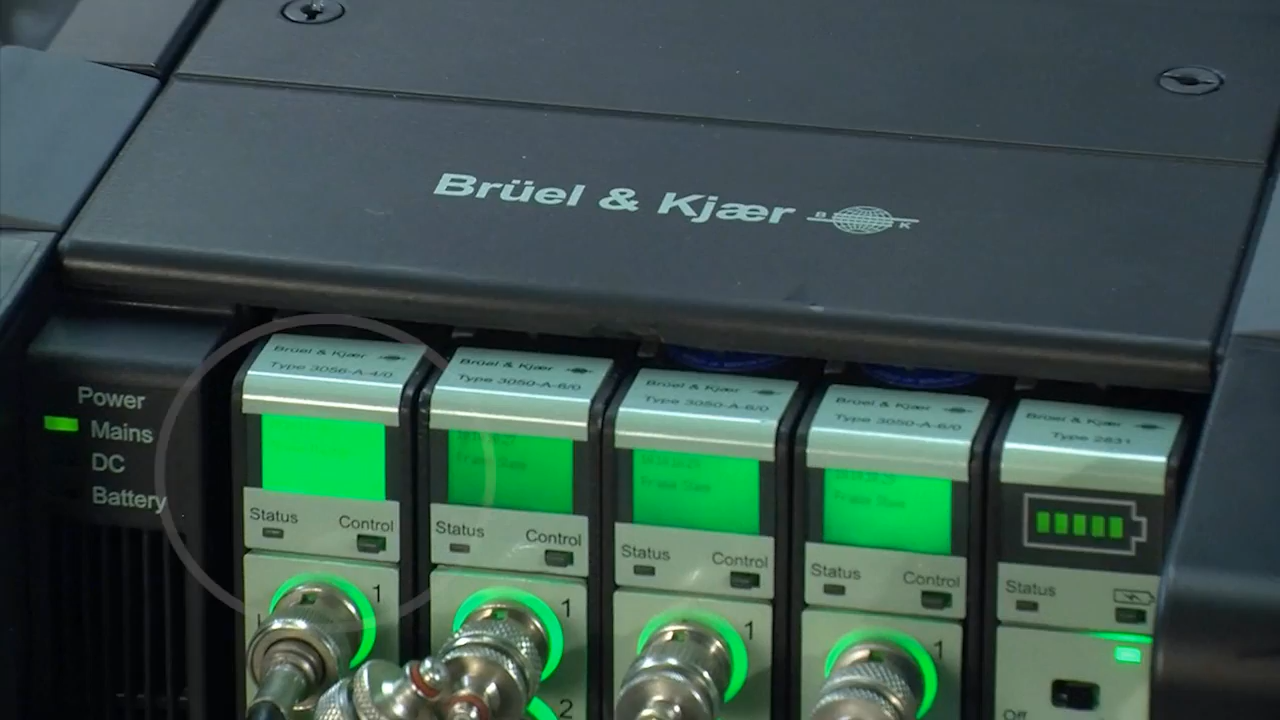 Brüel & Kjær B K
Power
Mains
DC
Battery
Brüel & Kjær
Type 3056-A-4/0
Status
Control
1
Brüel & Kjær
Type 3050-A-6/0
Status
Control
1
2
Brüel & Kjær
Type 3050-A-6/0
Status
Control
1
Brüel & Kjær
Type 3050-A-6/0
Status
Control
1
Brüel & Kjær
Type 2831
Status
Off